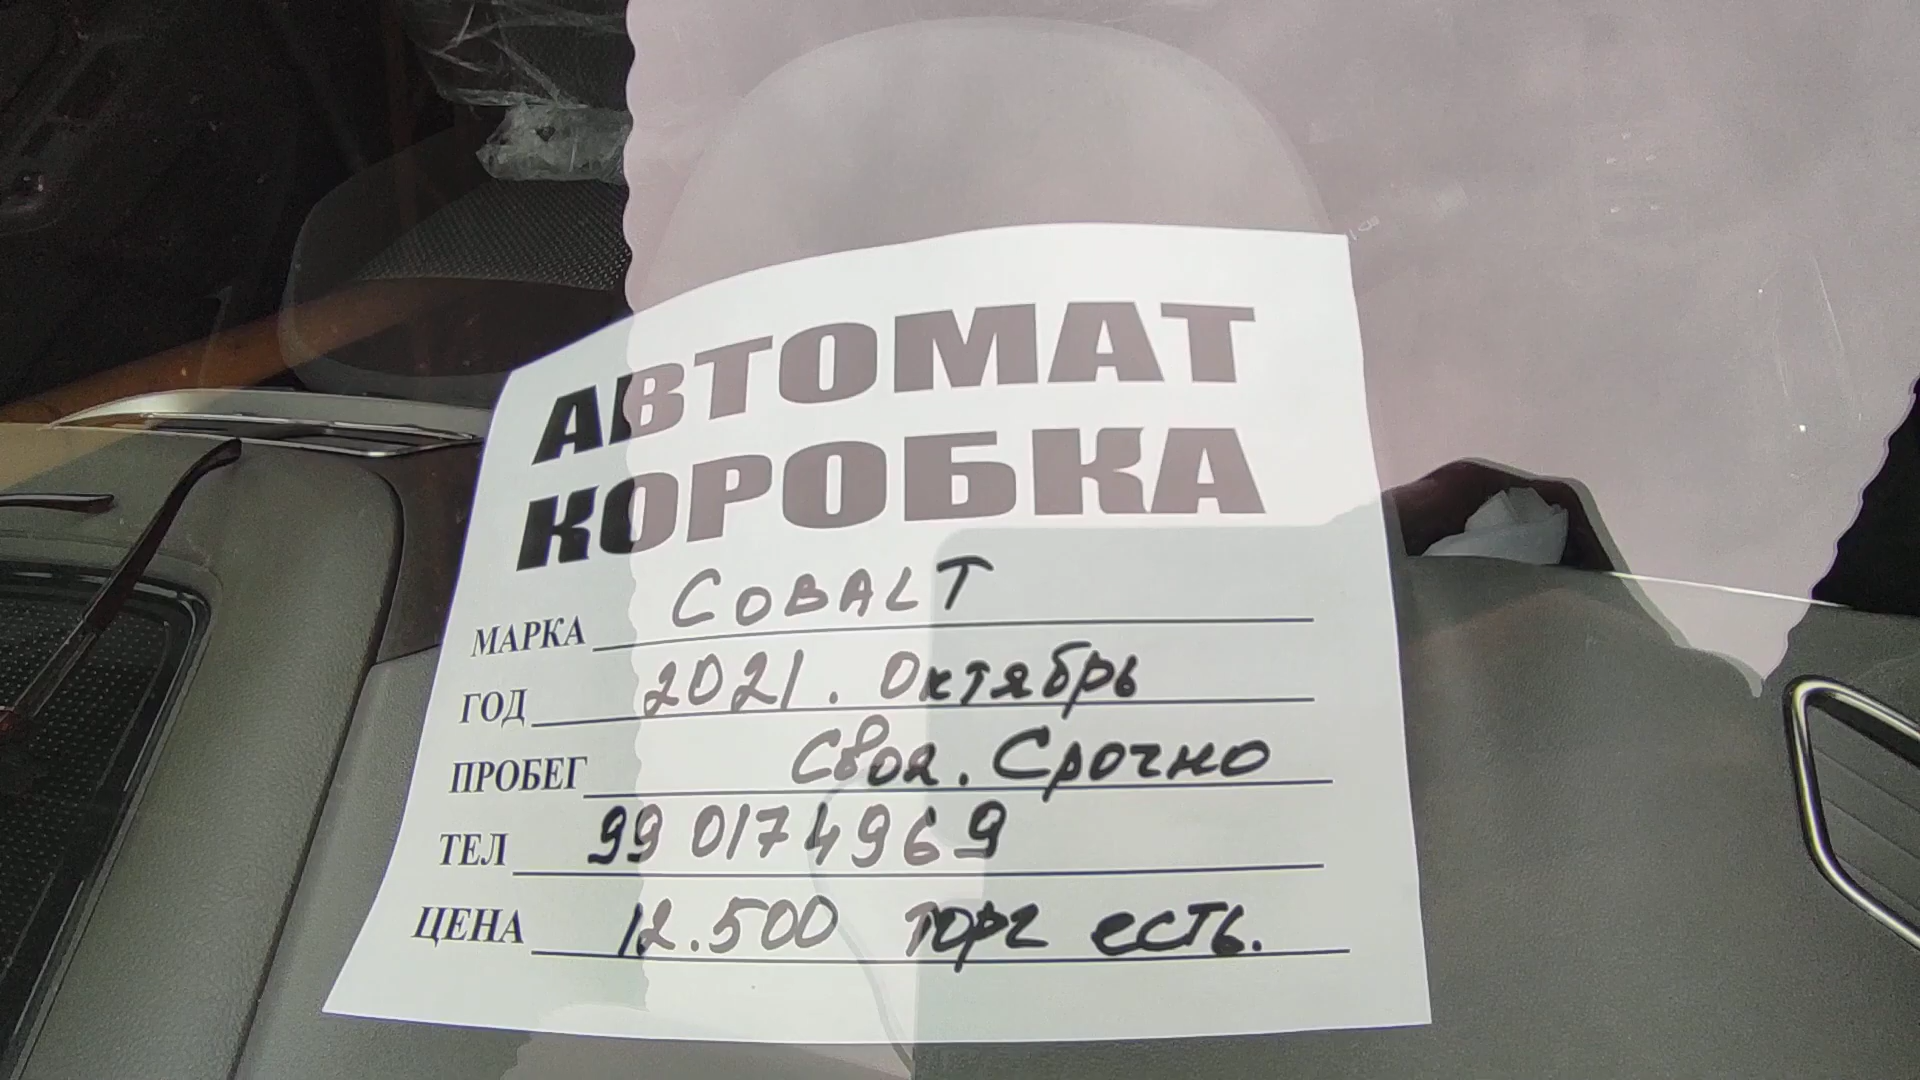 АВТОМАТ
КОРОБКА
МАРКА COBALT
ГОД 2021. Октябрь
ПРОБЕГ Своя. Срочно
ТЕЛ 99 0174969
ЦЕНА 12.500 торг есть.